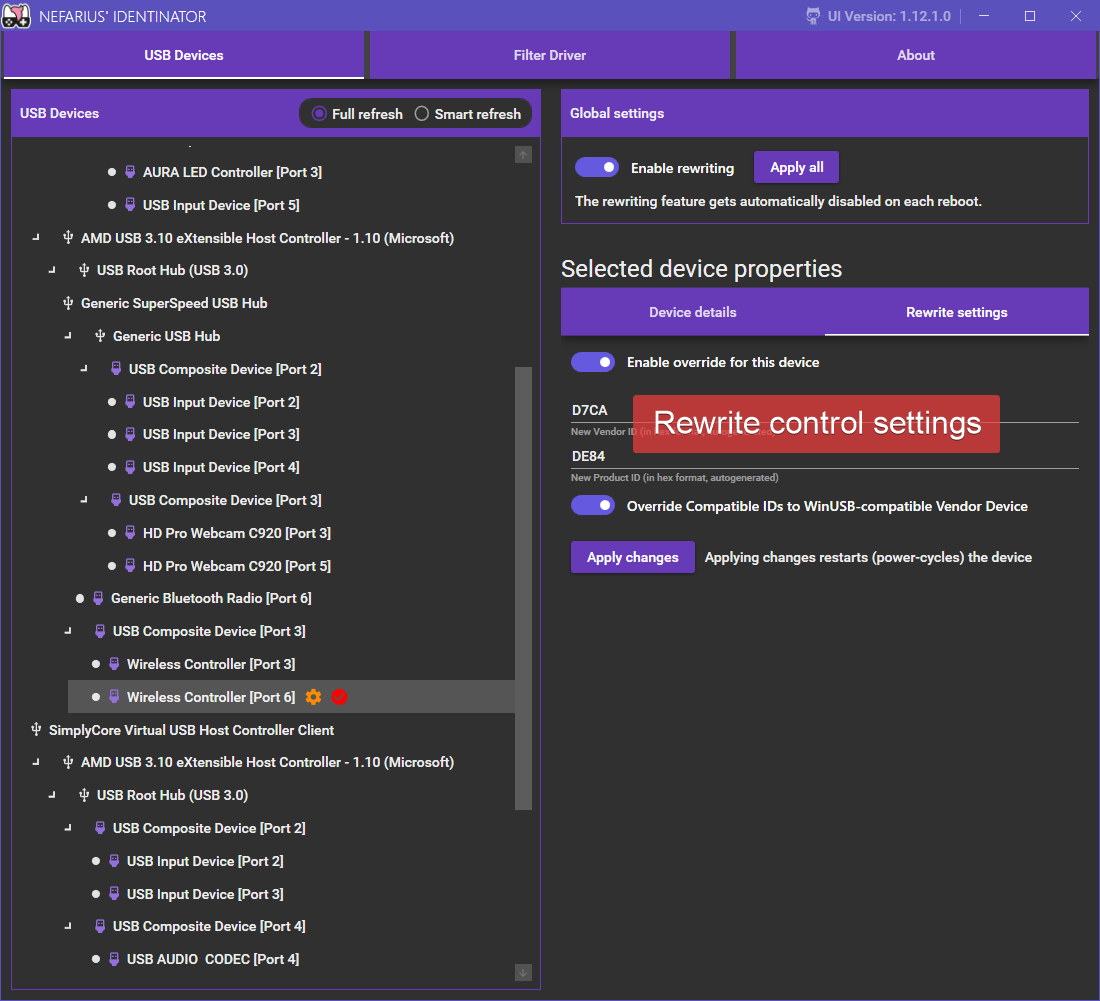 NEFARIUS' IDENTINATOR
UI Version: 1.12.1.0
USB Devices
Filter Driver
About
USB Devices
Full refresh
Smart refresh
AURA LED Controller [Port 3]
USB Input Device [Port 5]
AMD USB 3.10 eXtensible Host Controller - 1.10 (Microsoft)
USB Root Hub (USB 3.0)
Generic SuperSpeed USB Hub
Generic USB Hub
USB Composite Device [Port 2]
USB Input Device [Port 2]
USB Input Device [Port 3]
USB Input Device [Port 4]
USB Composite Device [Port 3]
HD Pro Webcam C920 [Port 3]
HD Pro Webcam C920 [Port 5]
Generic Bluetooth Radio [Port 6]
USB Composite Device [Port 3]
Wireless Controller [Port 3]
Wireless Controller [Port 6]
SimplyCore Virtual USB Host Controller Client
AMD USB 3.10 eXtensible Host Controller - 1.10 (Microsoft)
USB Root Hub (USB 3.0)
USB Composite Device [Port 2]
USB Input Device [Port 2]
USB Input Device [Port 3]
USB Composite Device [Port 4]
USB AUDIO  CODEC [Port 4]
Global settings
Enable rewriting
Apply all
The rewriting feature gets automatically disabled on each reboot.
Selected device properties
Device details
Rewrite settings
Enable override for this device
D7CA
Rewrite control settings
New Vendor ID
DE84
New Product ID (in hex format, autogenerated)
Override Compatible IDs to WinUSB-compatible Vendor Device
Apply changes
Applying changes restarts (power-cycles) the device